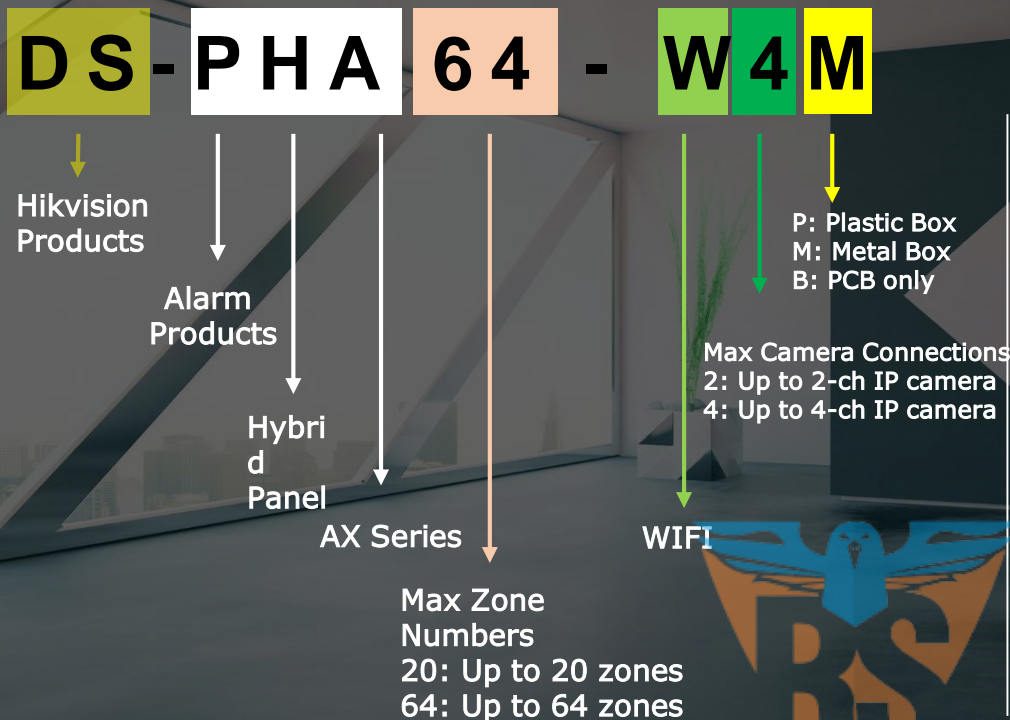 DS-PHA64-W4M
Hikvision
Products
Alarm
Products
Hybri
d
Panel
AX Series
Max Zone
Numbers
20: Up to 20 zones
64: Up to 64 zones
WIFI
Max Camera Connections
2: Up to 2-ch IP camera
4: Up to 4-ch IP camera
P: Plastic Box
M: Metal Box
B: PCB only
BS